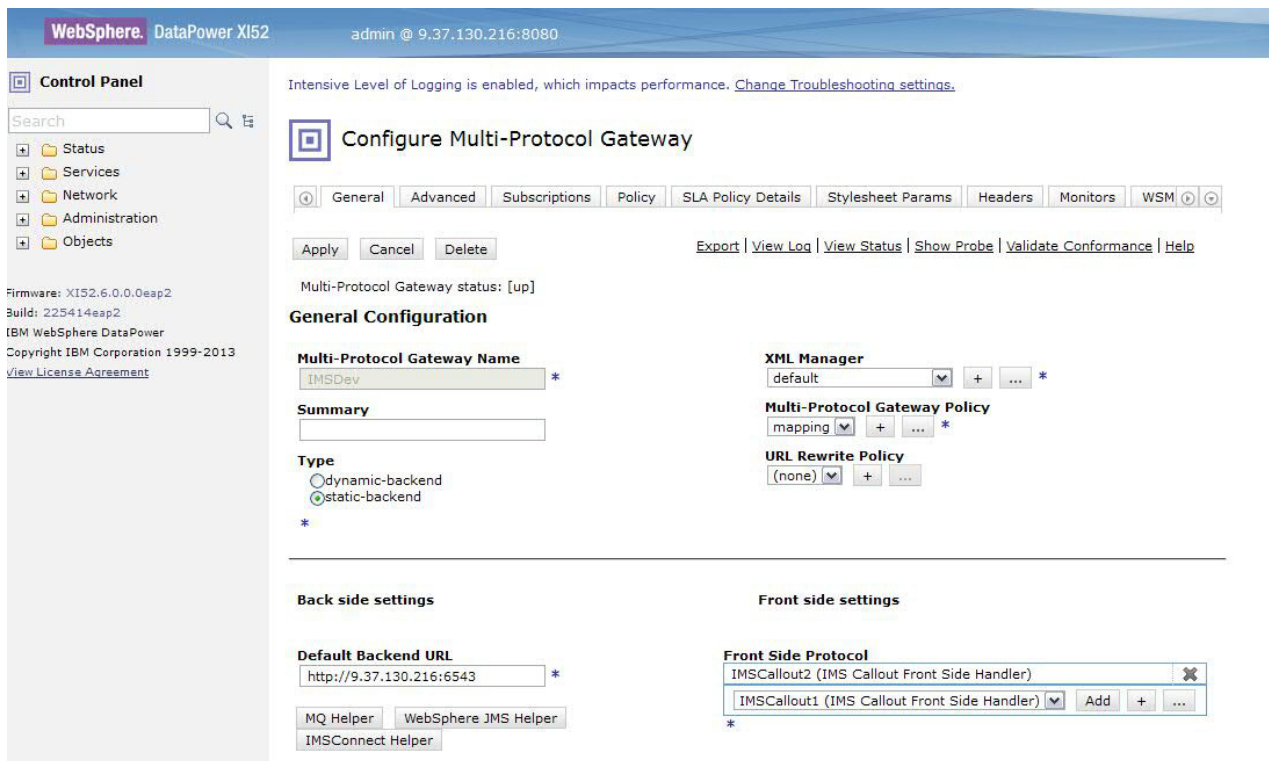 WebSphere. DataPower XI52
admin @ 9.37.130.216:8080
Control Panel
Search
Status
Services
Network
Administration
Objects
Firmware: XI52.6.0.0.0eap2
Build: 225414eap2
IBM WebSphere DataPower
Copyright IBM Corporation 1999-2013
View License Agreement
Intensive Level of Logging is enabled, which impacts performance. Change Troubleshooting settings.
Configure Multi-Protocol Gateway
General Advanced Subscriptions Policy SLA Policy Details Stylesheet Params Headers Monitors WSM
Apply Cancel Delete
Export | View Log | View Status | Show Probe | Validate Conformance | Help
Multi-Protocol Gateway status: [up]
General Configuration
Multi-Protocol Gateway Name
IMSDev *
Summary
Type
dynamic-backend
static-backend
*
XML Manager
default + ... *
Multi-Protocol Gateway Policy
mapping + ... *
URL Rewrite Policy
(none) + ...
Back side settings
Default Backend URL
http://9.37.130.216:6543 *
MQ Helper WebSphere JMS Helper
IMSConnect Helper
Front side settings
Front Side Protocol
IMSCallout2 (IMS Callout Front Side Handler)
IMSCallout1 (IMS Callout Front Side Handler) Add + ...
*